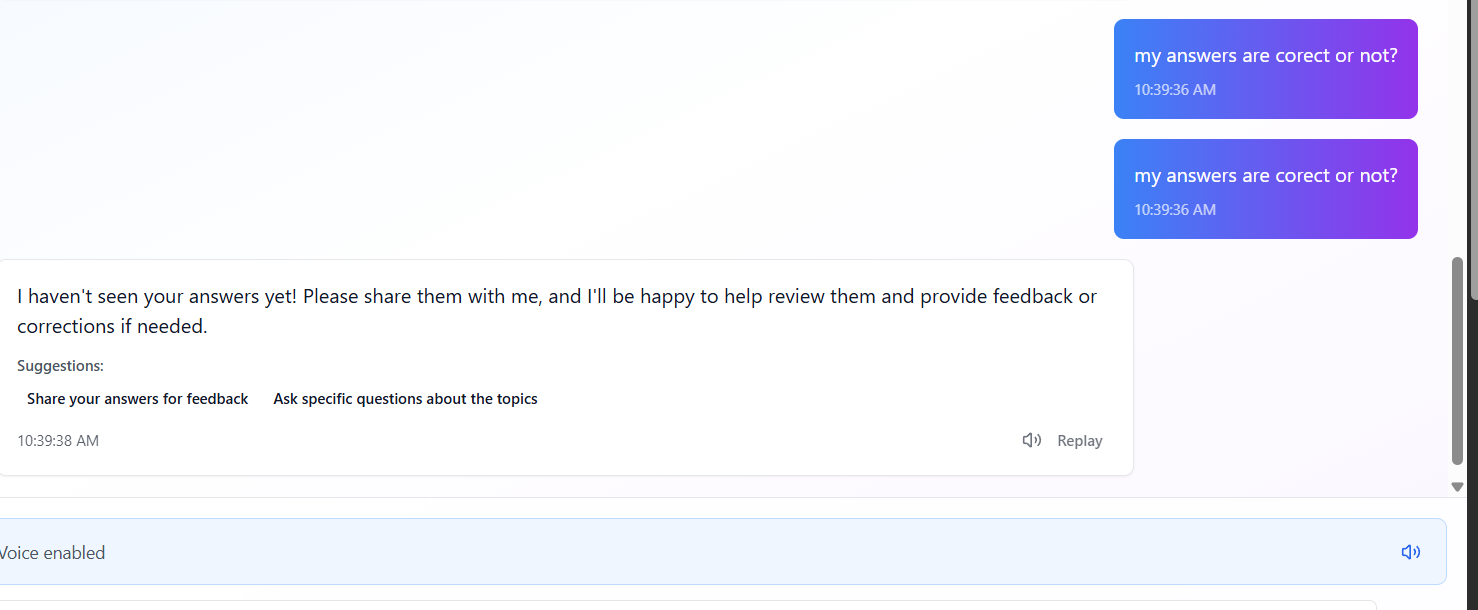 my answers are corect or not?
10:39:36 AM
my answers are corect or not?
10:39:36 AM
I haven't seen your answers yet! Please share them with me, and I'll be happy to help review them and provide feedback or
corrections if needed.
Suggestions:
Share your answers for feedback Ask specific questions about the topics
10:39:38 AM Replay
Voice enabled